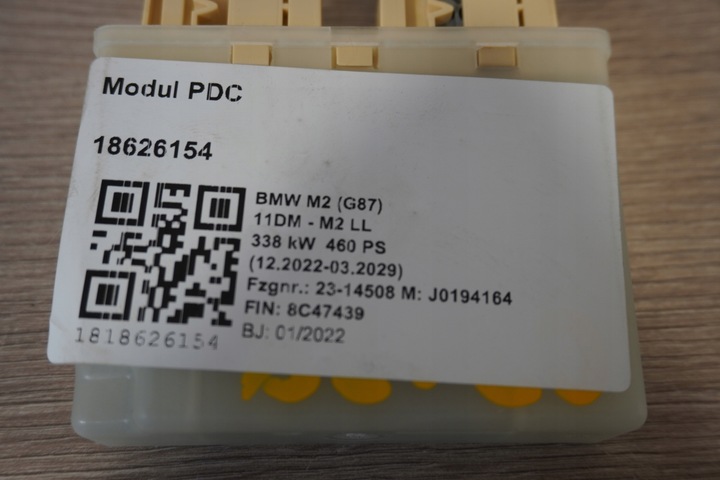 Modul PDC
18626154
BMW M2 (G87)
11DM - M2 LL
338 kW 460 PS
(12.2022-03.2029)
Fzgnr.: 23-14508 M: J0194164
FIN: 8C47439
BJ: 01/2022
1818626154